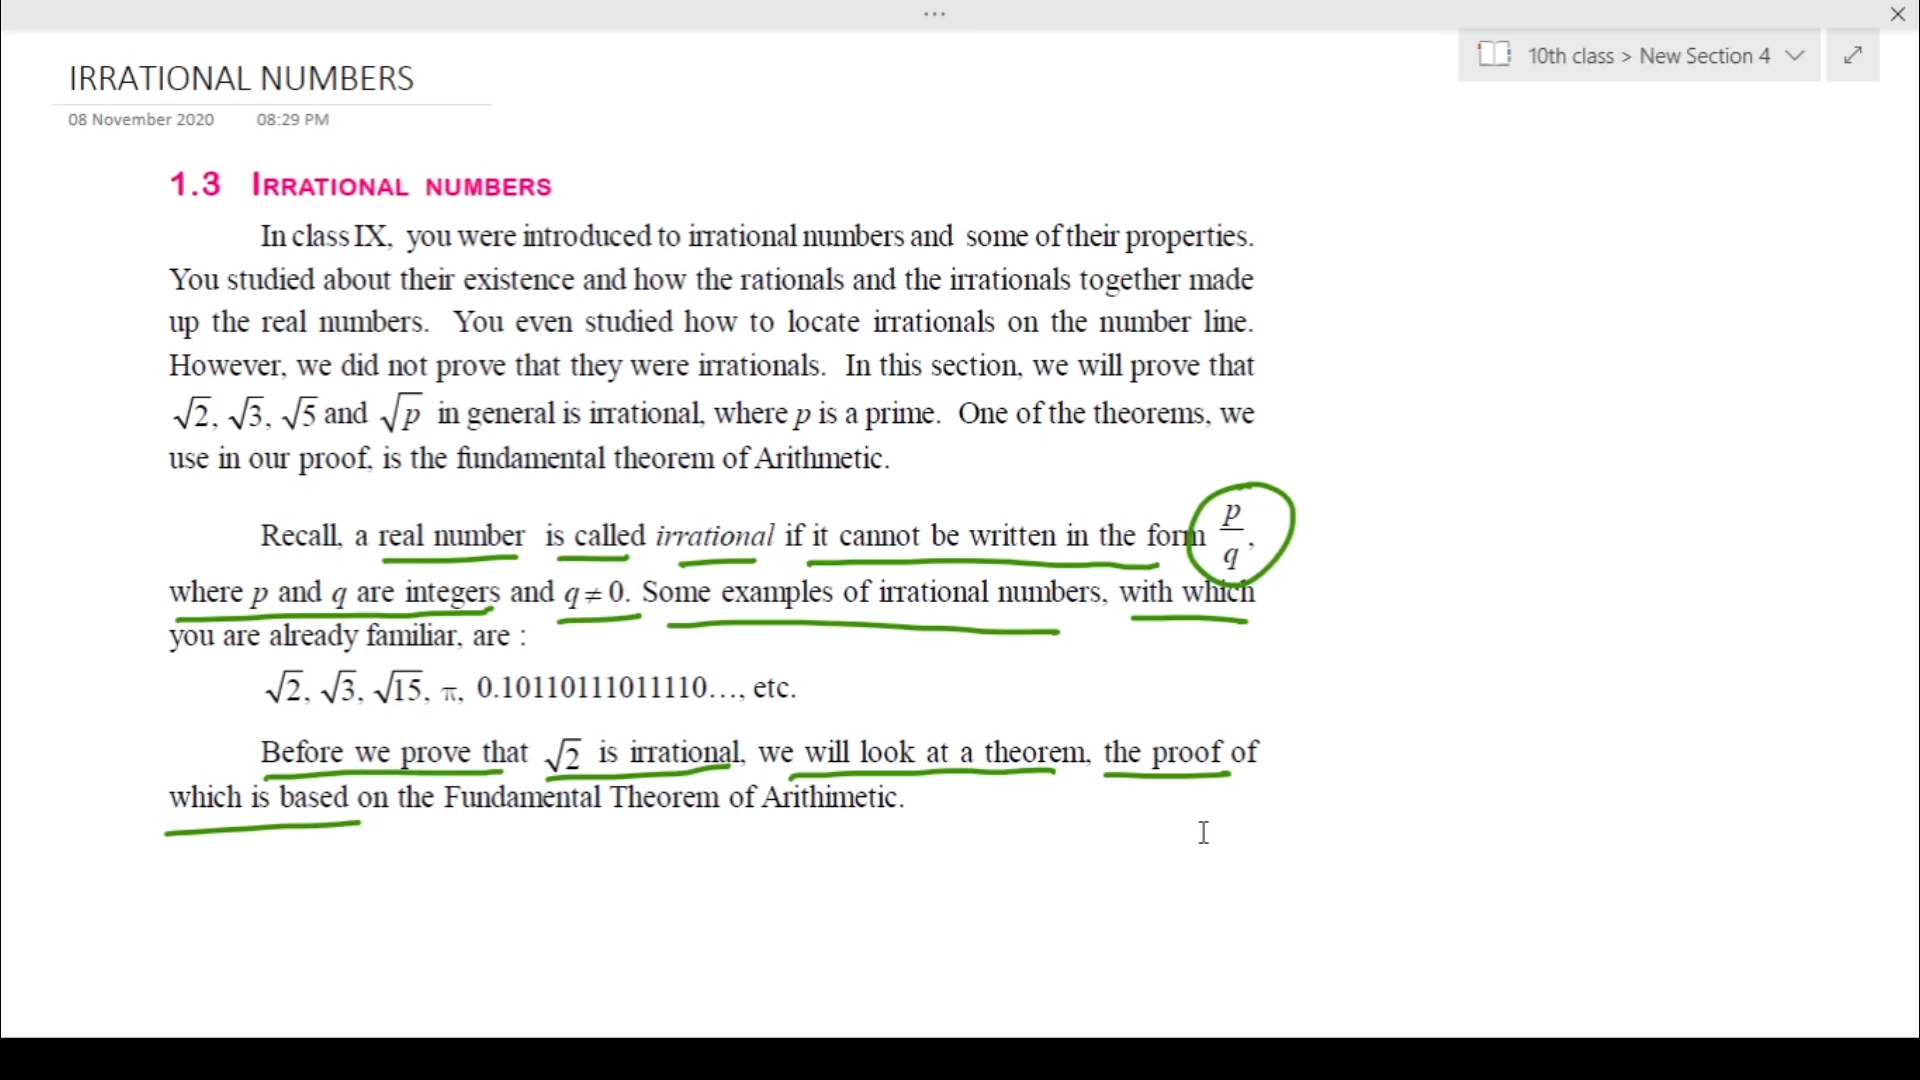 ...
10th class > New Section 4
IRRATIONAL NUMBERS
08 November 2020 08:29 PM
1.3 IRRATIONAL NUMBERS
In class IX, you were introduced to irrational numbers and some of their properties.
You studied about their existence and how the rationals and the irrationals together made
up the real numbers. You even studied how to locate irrationals on the number line.
However, we did not prove that they were irrationals. In this section, we will prove that
√2, √3, √5 and √p in general is irrational, where p is a prime. One of the theorems, we
use in our proof, is the fundamental theorem of Arithmetic.
Recall, a real number is called irrational if it cannot be written in the form p/q,
where p and q are integers and q ≠ 0. Some examples of irrational numbers, with which
you are already familiar, are :
√2, √3, √15, π, 0.10110111011110..., etc.
Before we prove that √2 is irrational, we will look at a theorem, the proof of
which is based on the Fundamental Theorem of Arithimetic.